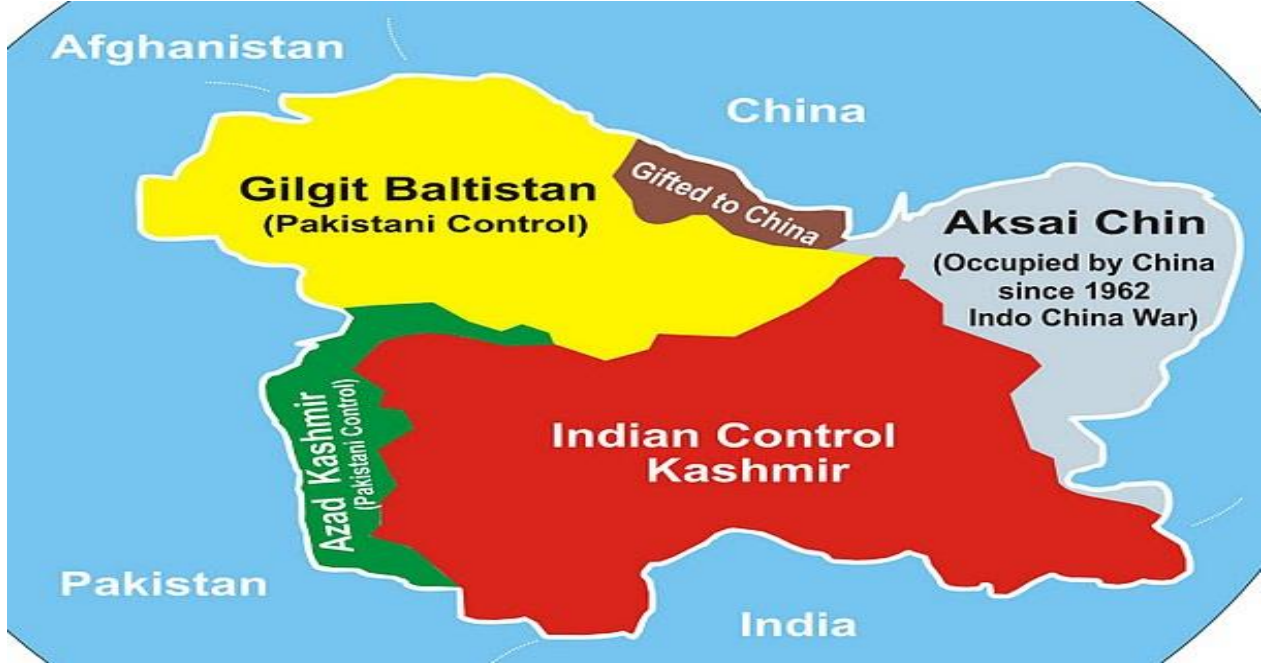 Afghanistan
China
Gilgit Baltistan
(Pakistani Control)
Gifted to China
Aksai Chin
(Occupied by China
since 1962
Indo China War)
Indian Control
Kashmir
Azad Kashmir
(Pakistani Control)
Pakistan
India